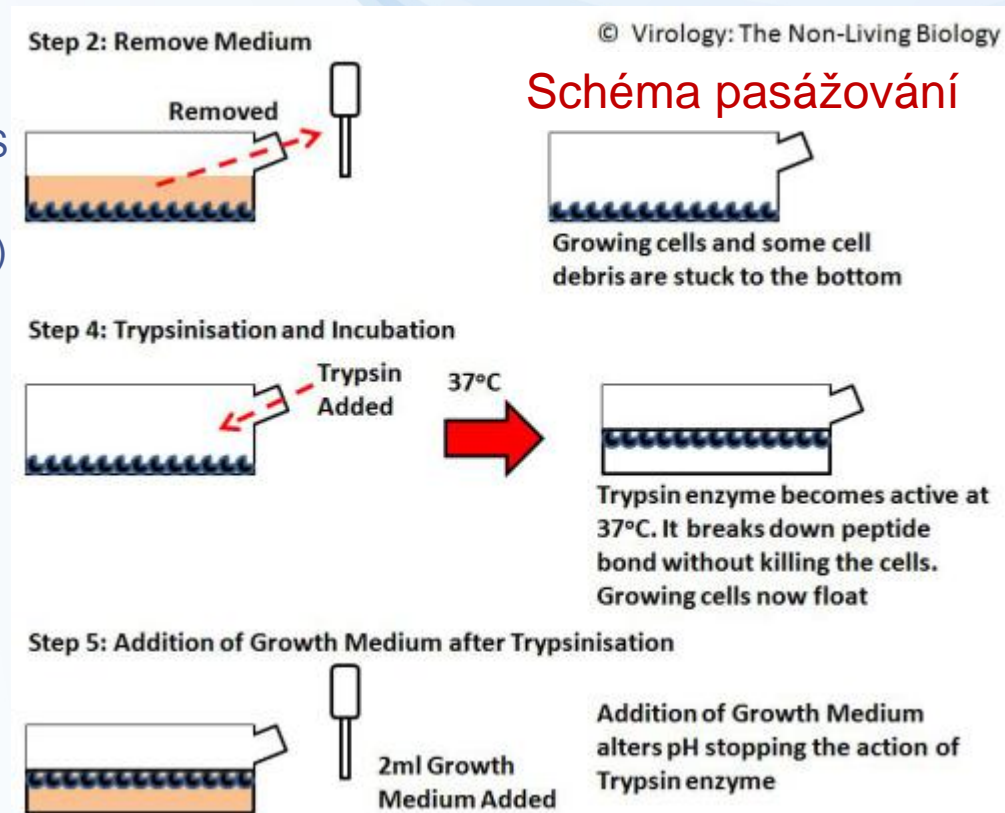 Step 2: Remove Medium
© Virology: The Non-Living Biology
Schéma pasážování
Removed
s
)
Growing cells and some cell
debris are stuck to the bottom
Step 4: Trypsinisation and Incubation
Trypsin
Added
37°C
Trypsin enzyme becomes active at
37°C. It breaks down peptide
bond without killing the cells.
Growing cells now float
Step 5: Addition of Growth Medium after Trypsinisation
2ml Growth
Medium Added
Addition of Growth Medium
alters pH stopping the action of
Trypsin enzyme